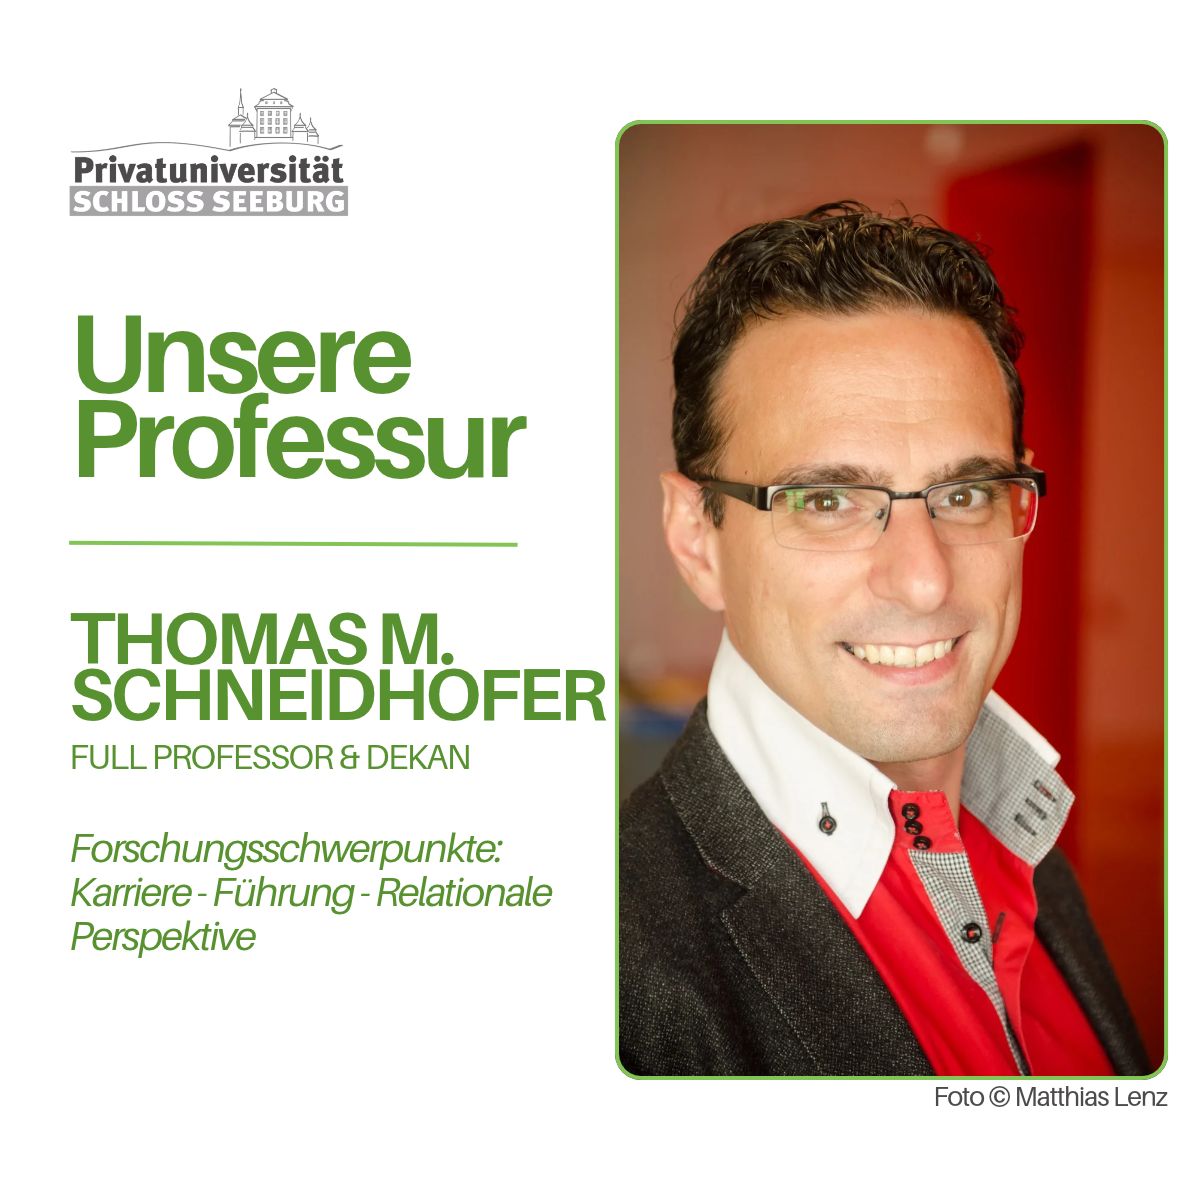 Privatuniversität
SCHLOSS SEEBURG
Unsere
Professur
THOMAS M.
SCHNEIDHOFER
FULL PROFESSOR & DEKAN
Forschungsschwerpunkte:
Karriere - Führung - Relationale
Perspektive
Foto © Matthias Lenz